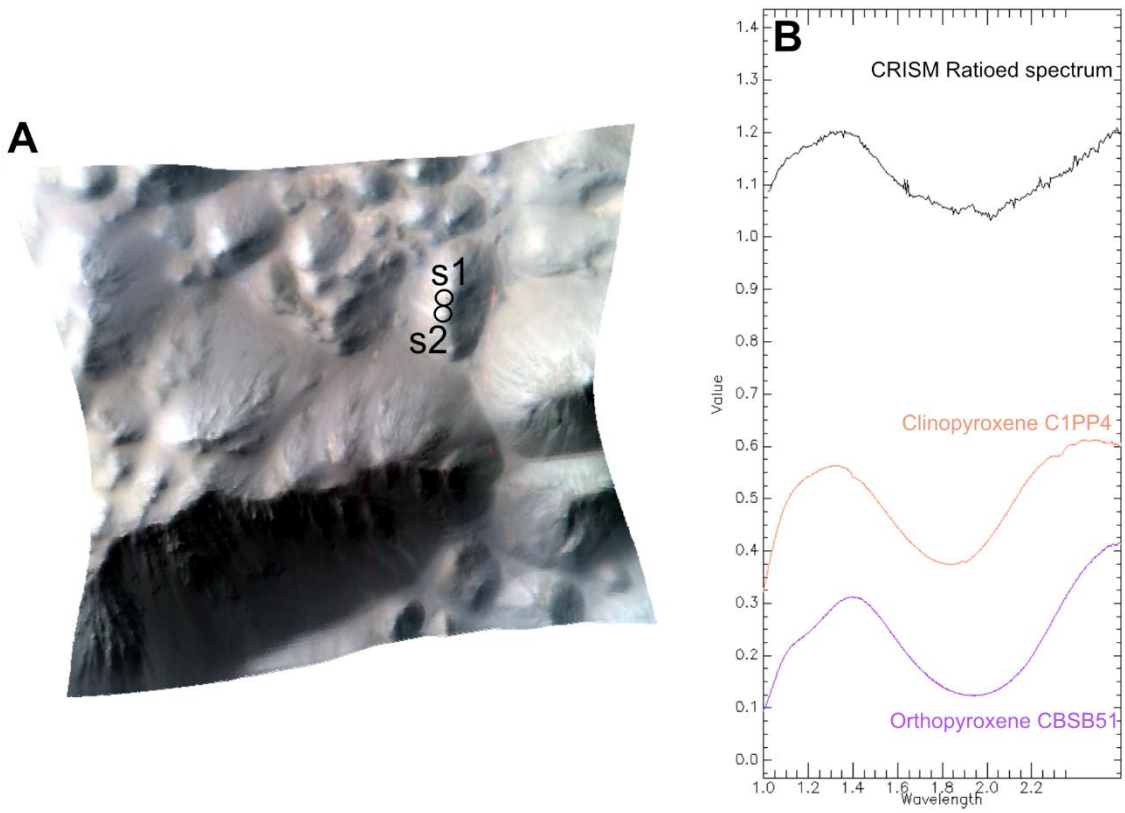 A
s1
s2
B
CRISM Ratioed spectrum
Clinopyroxene C1PP4
Orthopyroxene CBSB51
Value
1.4
1.3
1.2
1.1
1.0
0.9
0.8
0.7
0.6
0.5
0.4
0.3
0.2
0.1
0.0
1.0 1.2 1.4 1.6 1.8 2.0 2.2
Wavelength